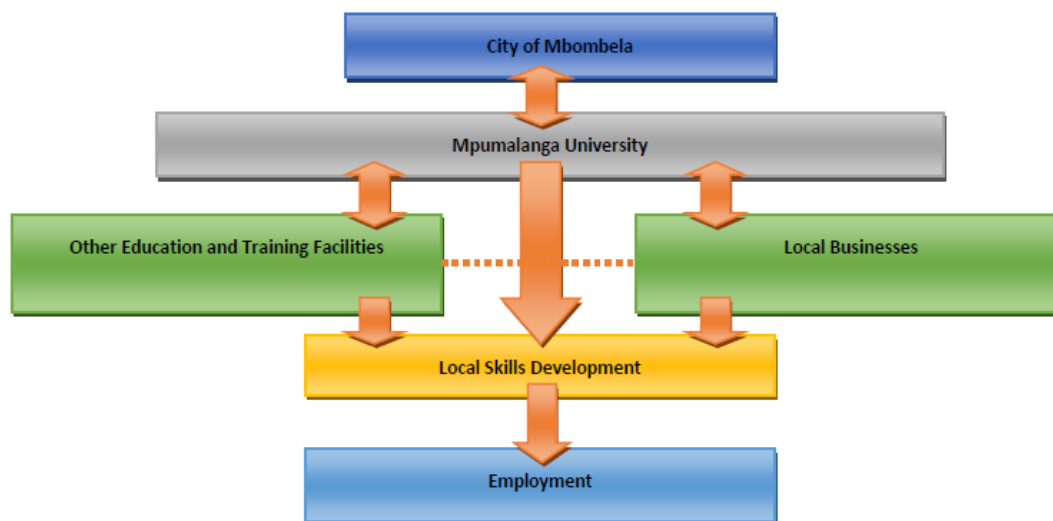 City of Mbombela
Mpumalanga University
Other Education and Training Facilities
Local Businesses
Local Skills Development
Employment